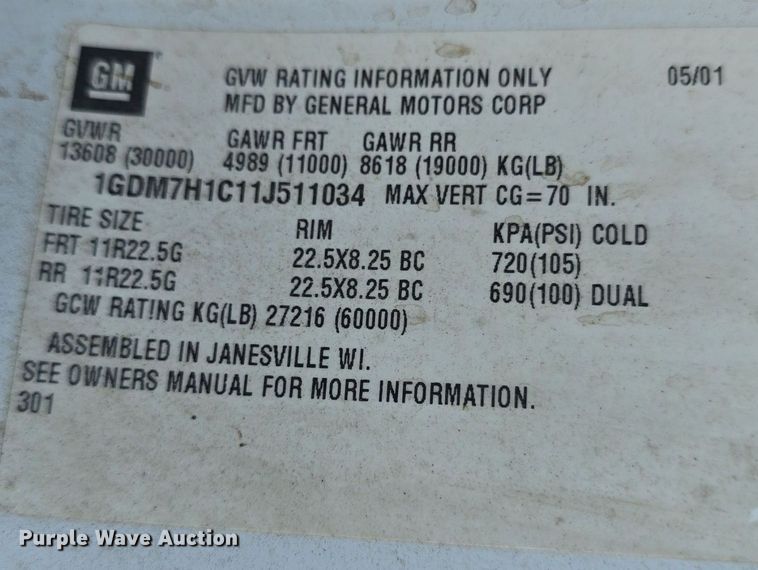 GM
GVW RATING INFORMATION ONLY 05/01
MFD BY GENERAL MOTORS CORP
GVWR GAWR FRT GAWR RR
13608 (30000) 4989 (11000) 8618 (19000) KG(LB)
1GDM7H1C11J511034 MAX VERT CG=70 IN.
TIRE SIZE RIM KPA(PSI) COLD
FRT 11R22.5G 22.5X8.25 BC 720(105)
RR 11R22.5G 22.5X8.25 BC 690(100) DUAL
GCW RATING KG(LB) 27216 (60000)
ASSEMBLED IN JANESVILLE WI.
SEE OWNERS MANUAL FOR MORE INFORMATION.
301
Purple Wave Auction